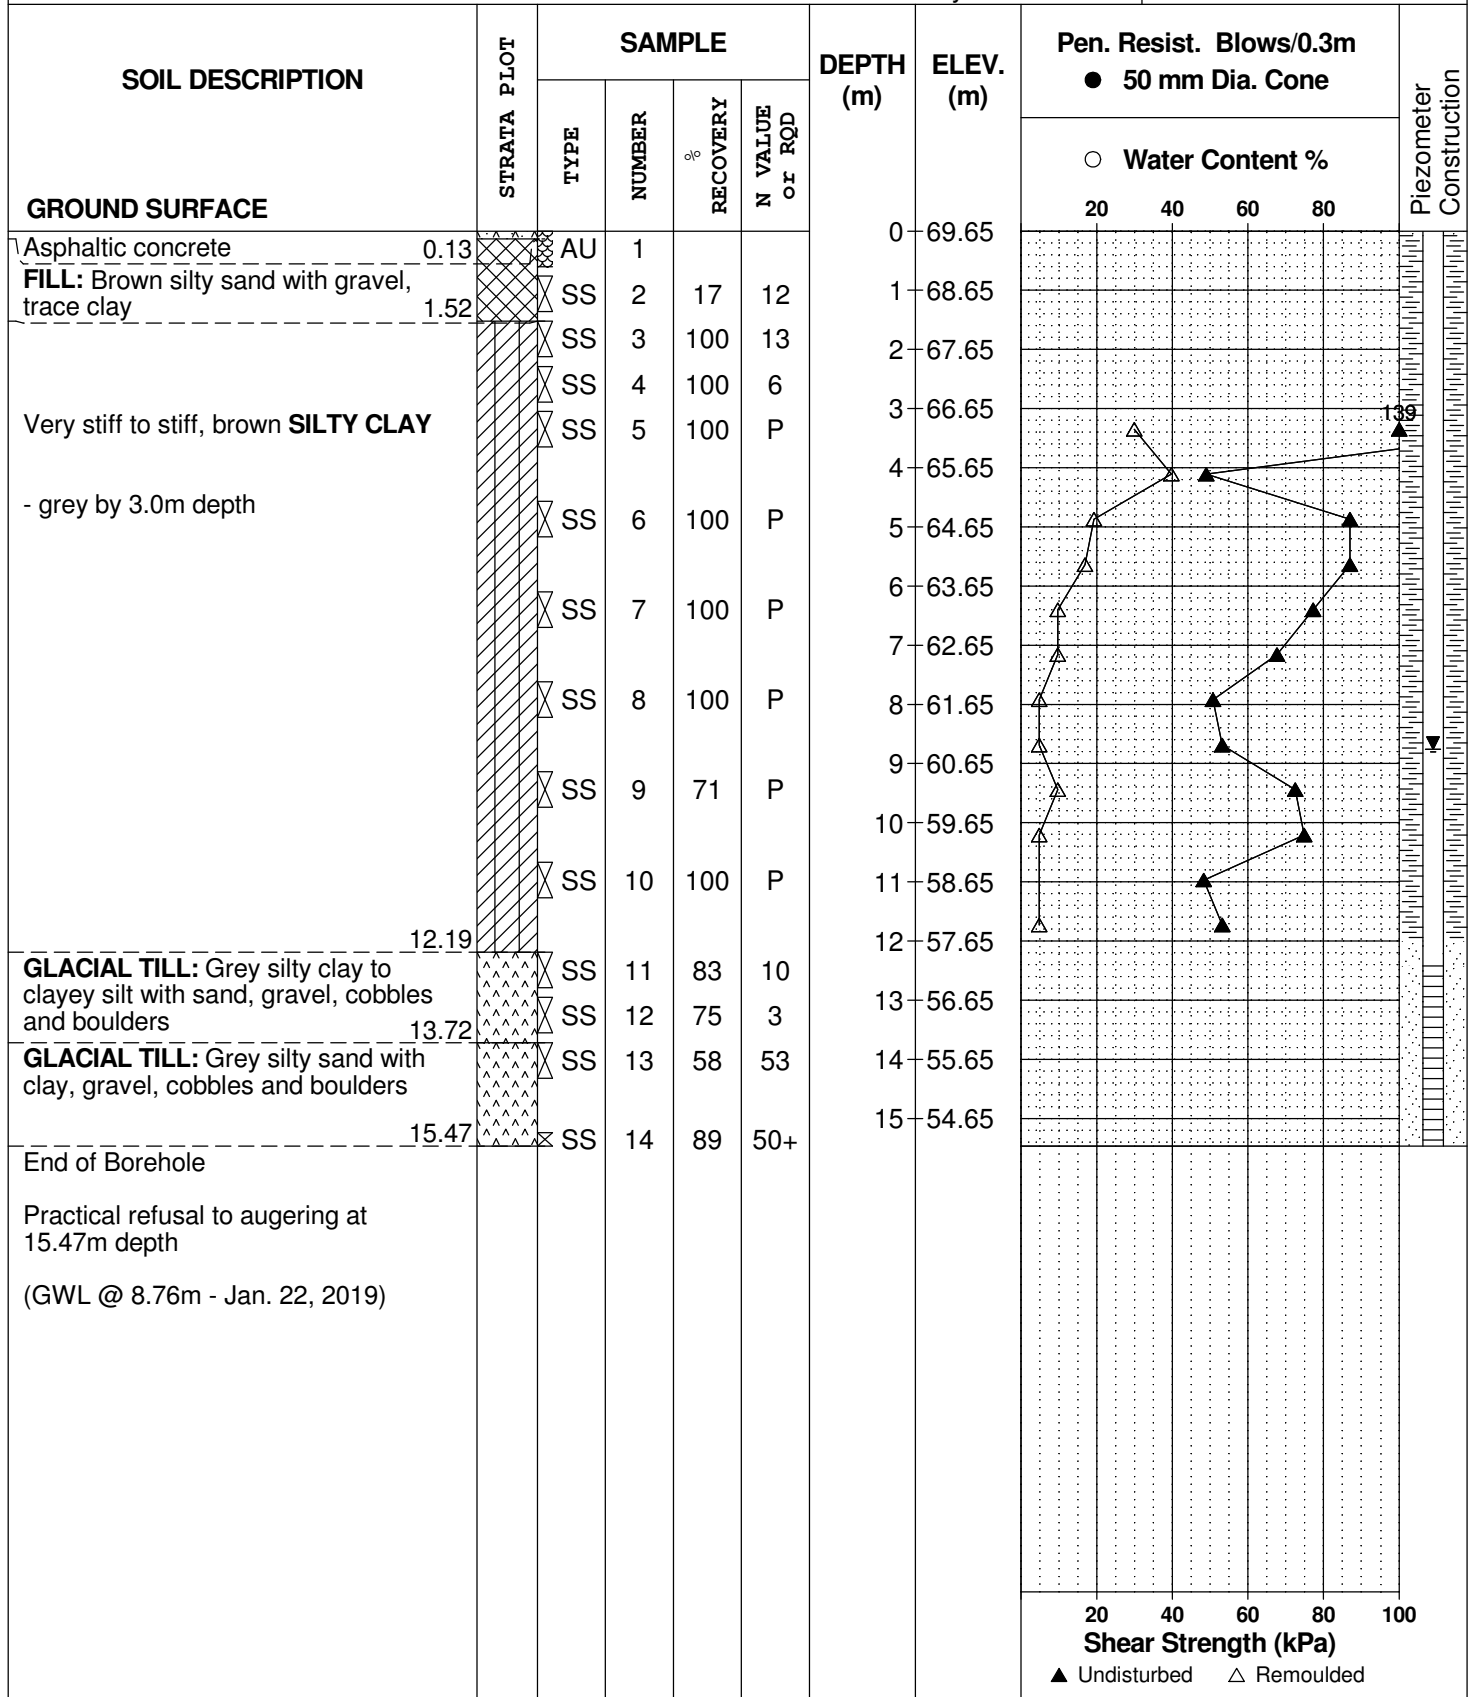 SOIL DESCRIPTION
GROUND SURFACE
STRATA PLOT
SAMPLE
TYPE
NUMBER
% RECOVERY
N VALUE or RQD
DEPTH (m)
ELEV. (m)
Pen. Resist. Blows/0.3m
● 50 mm Dia. Cone
○ Water Content %
20 40 60 80
Piezometer Construction
0 69.65
Asphaltic concrete 0.13 AU 1
FILL: Brown silty sand with gravel,
trace clay 1.52
SS 2 17 12 1 68.65
SS 3 100 13 2 67.65
SS 4 100 6
3 66.65
139
Very stiff to stiff, brown SILTY CLAY SS 5 100 P
4 65.65
- grey by 3.0m depth
SS 6 100 P 5 64.65
6 63.65
SS 7 100 P
7 62.65
SS 8 100 P 8 61.65
9 60.65
SS 9 71 P
10 59.65
SS 10 100 P 11 58.65
12.19 12 57.65
GLACIAL TILL: Grey silty clay to
clayey silt with sand, gravel, cobbles
and boulders 13.72
SS 11 83 10
13 56.65
SS 12 75 3
GLACIAL TILL: Grey silty sand with
clay, gravel, cobbles and boulders
SS 13 58 53 14 55.65
15 54.65
15.47 SS 14 89 50+
End of Borehole
Practical refusal to augering at
15.47m depth
(GWL @ 8.76m - Jan. 22, 2019)
20 40 60 80 100
Shear Strength (kPa)
▲ Undisturbed △ Remoulded